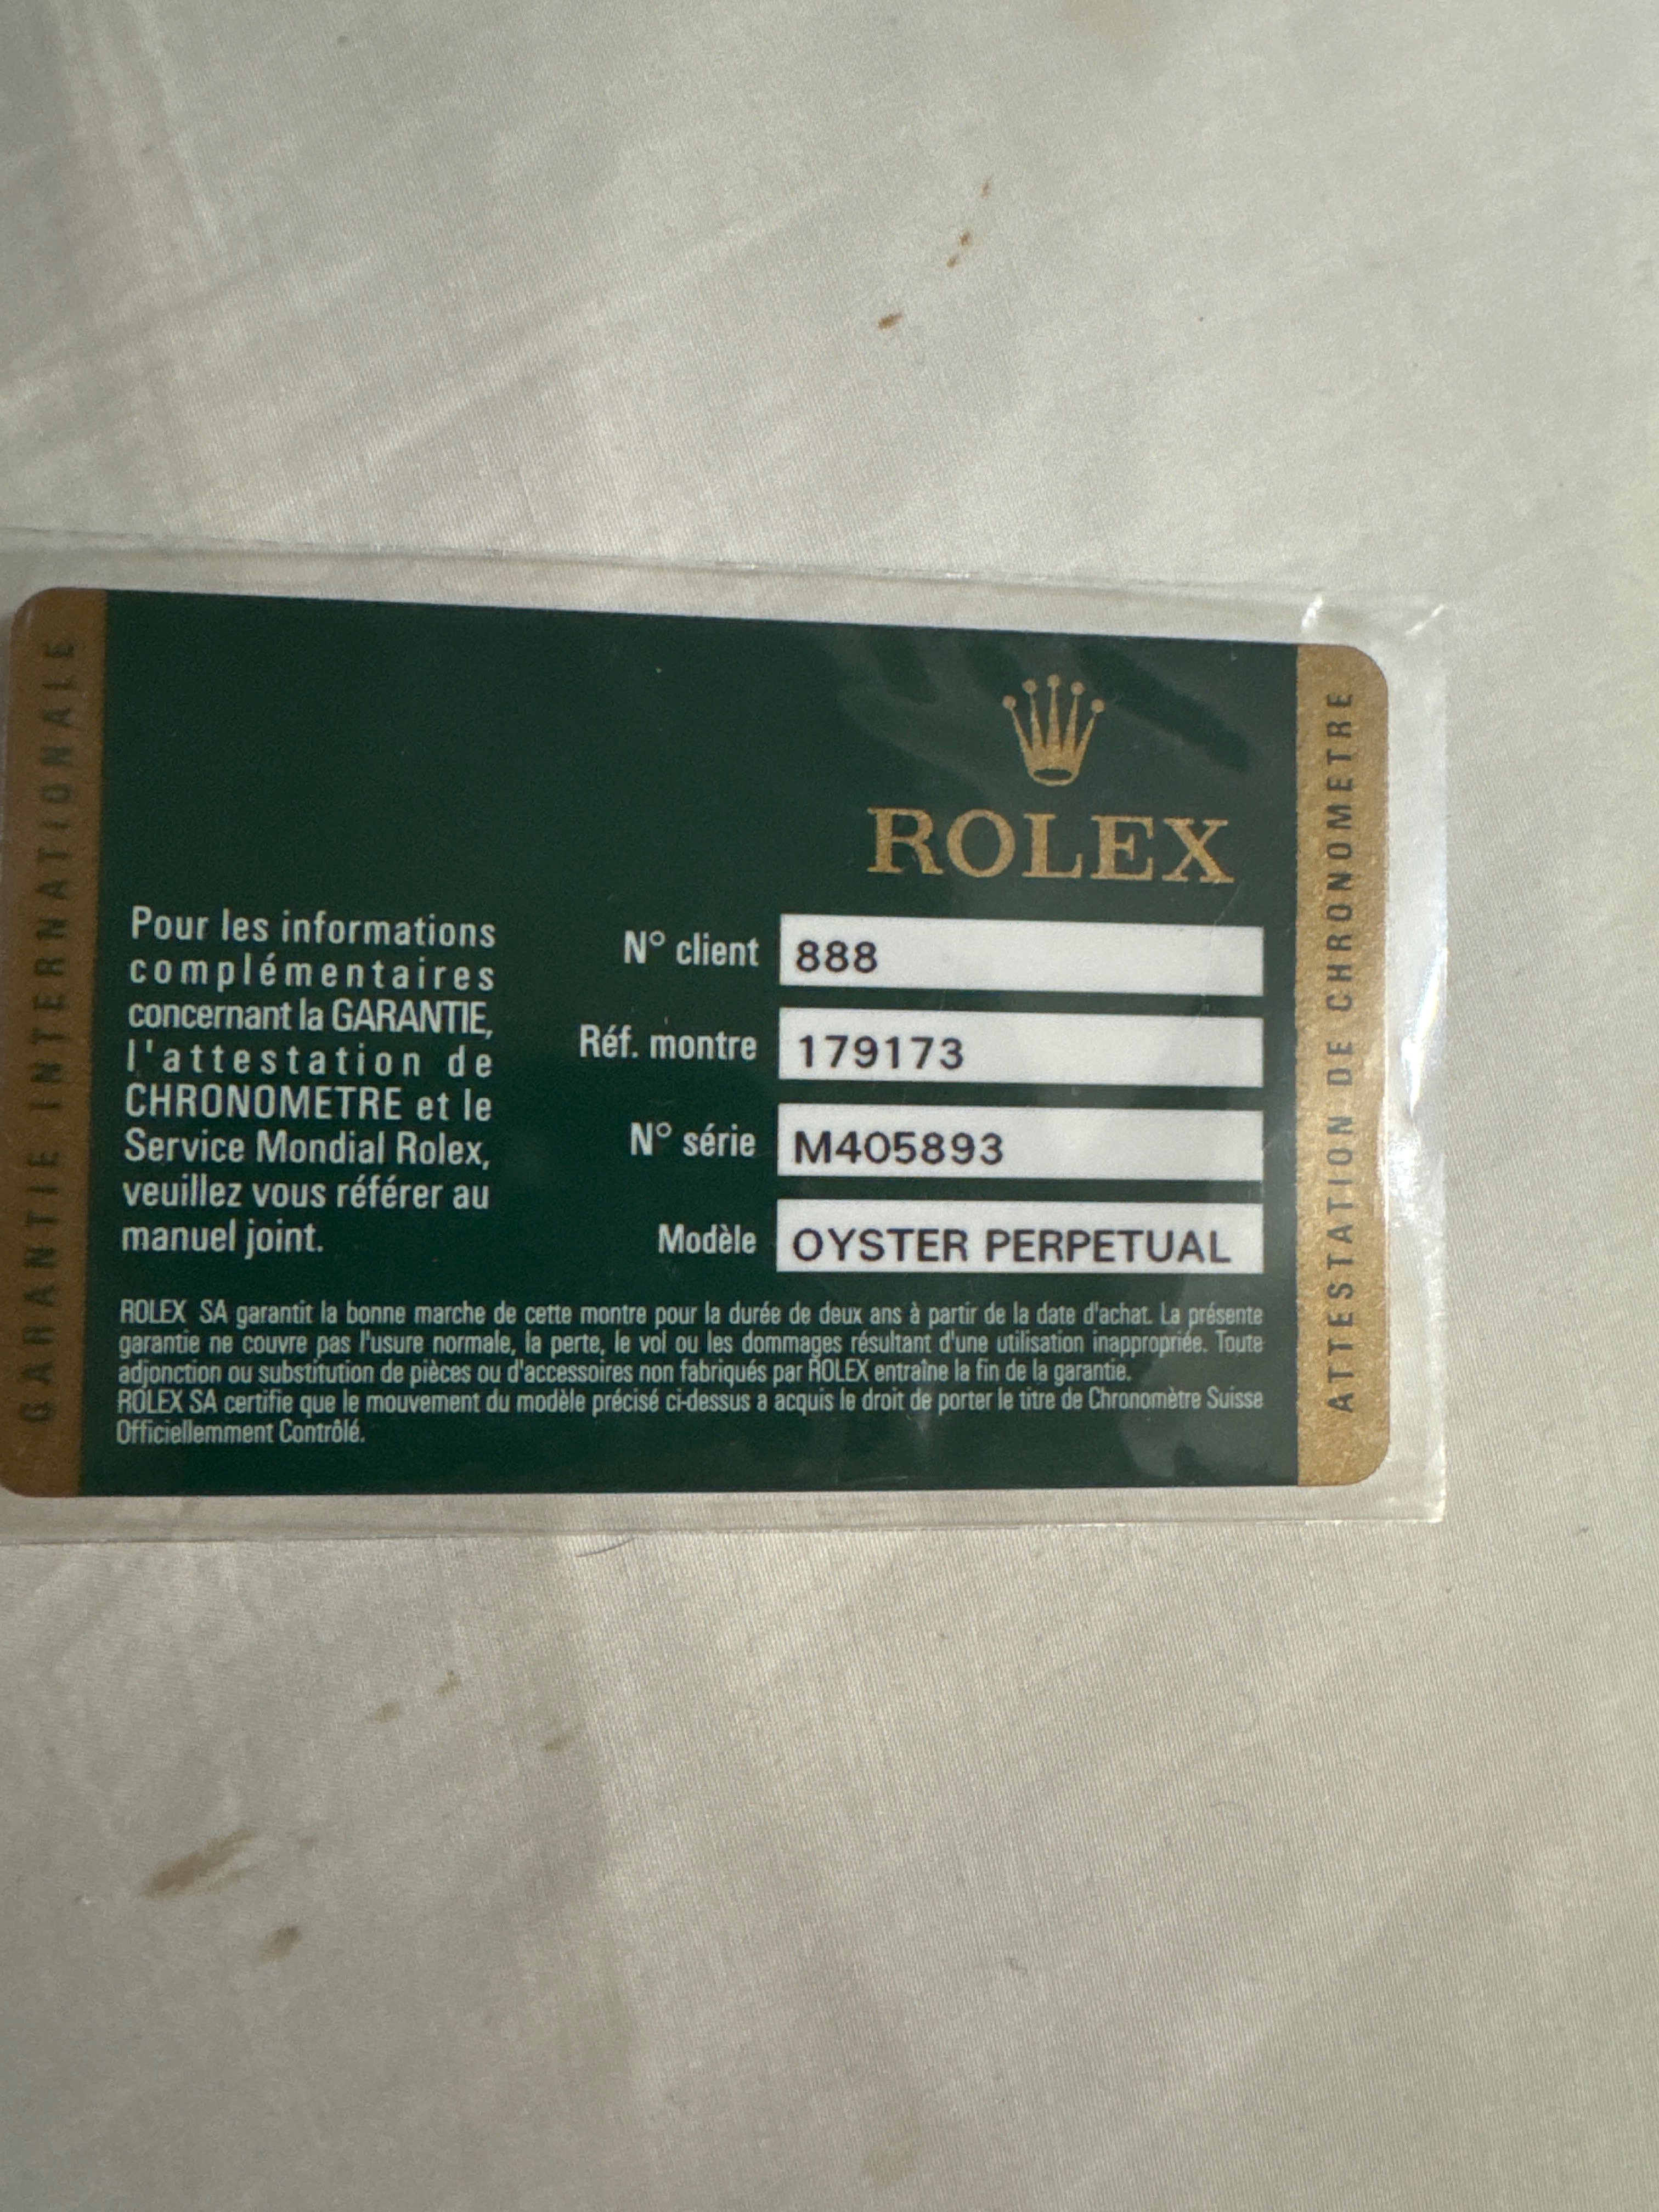 GARANTIE INTERNATIONALE
ROLEX
Pour les informations
complémentaires
concernant la GARANTIE,
l'attestation de
CHRONOMETRE et le
Service Mondial Rolex,
veuillez vous référer au
manuel joint.
N° client 888
Réf. montre 179173
N° série M405893
Modèle OYSTER PERPETUAL
ROLEX SA garantit la bonne marche de cette montre pour la durée de deux ans à partir de la date d'achat. La présente
garantie ne couvre pas l'usure normale, la perte, le vol ou les dommages résultant d'une utilisation inappropriée. Toute
adjonction ou substitution de pièces ou d'accessoires non fabriqués par ROLEX entraîne la fin de la garantie.
ROLEX SA certifie que le mouvement du modèle précisé ci-dessus a acquis le droit de porter le titre de Chronomètre Suisse
Officiellemment Contrôlé.
ATTESTATION DE CHRONOMETRE